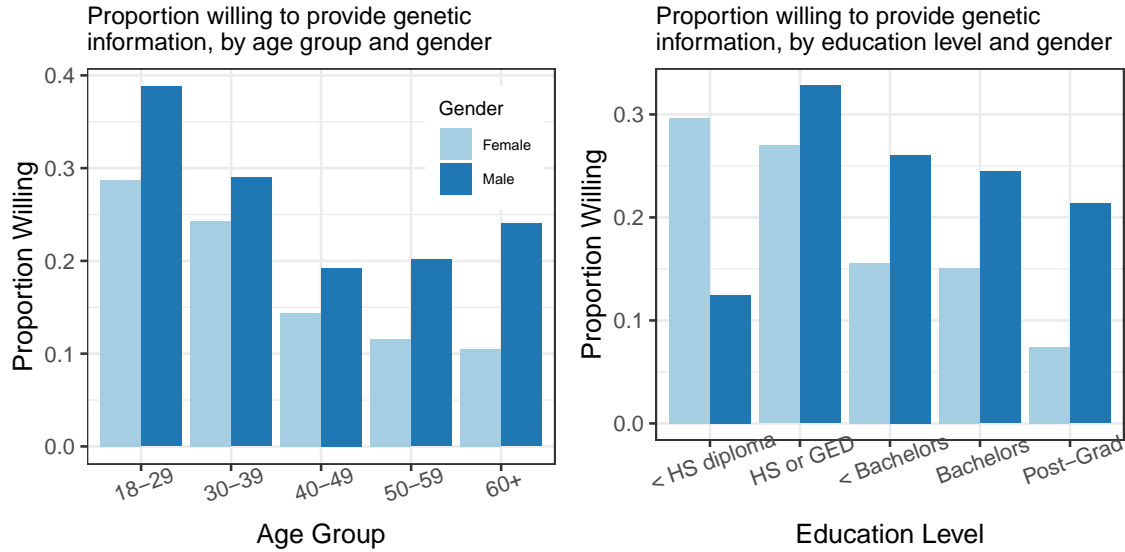 Proportion willing to provide genetic
information, by age group and gender
Proportion Willing
0.4
0.3
0.2
0.1
0.0
Gender
Female
Male
18−29
30−39
40−49
50−59
60+
Age Group
Proportion willing to provide genetic
information, by education level and gender
Proportion Willing
0.3
0.2
0.1
0.0
< HS diploma
HS or GED
< Bachelors
Bachelors
Post−Grad
Education Level